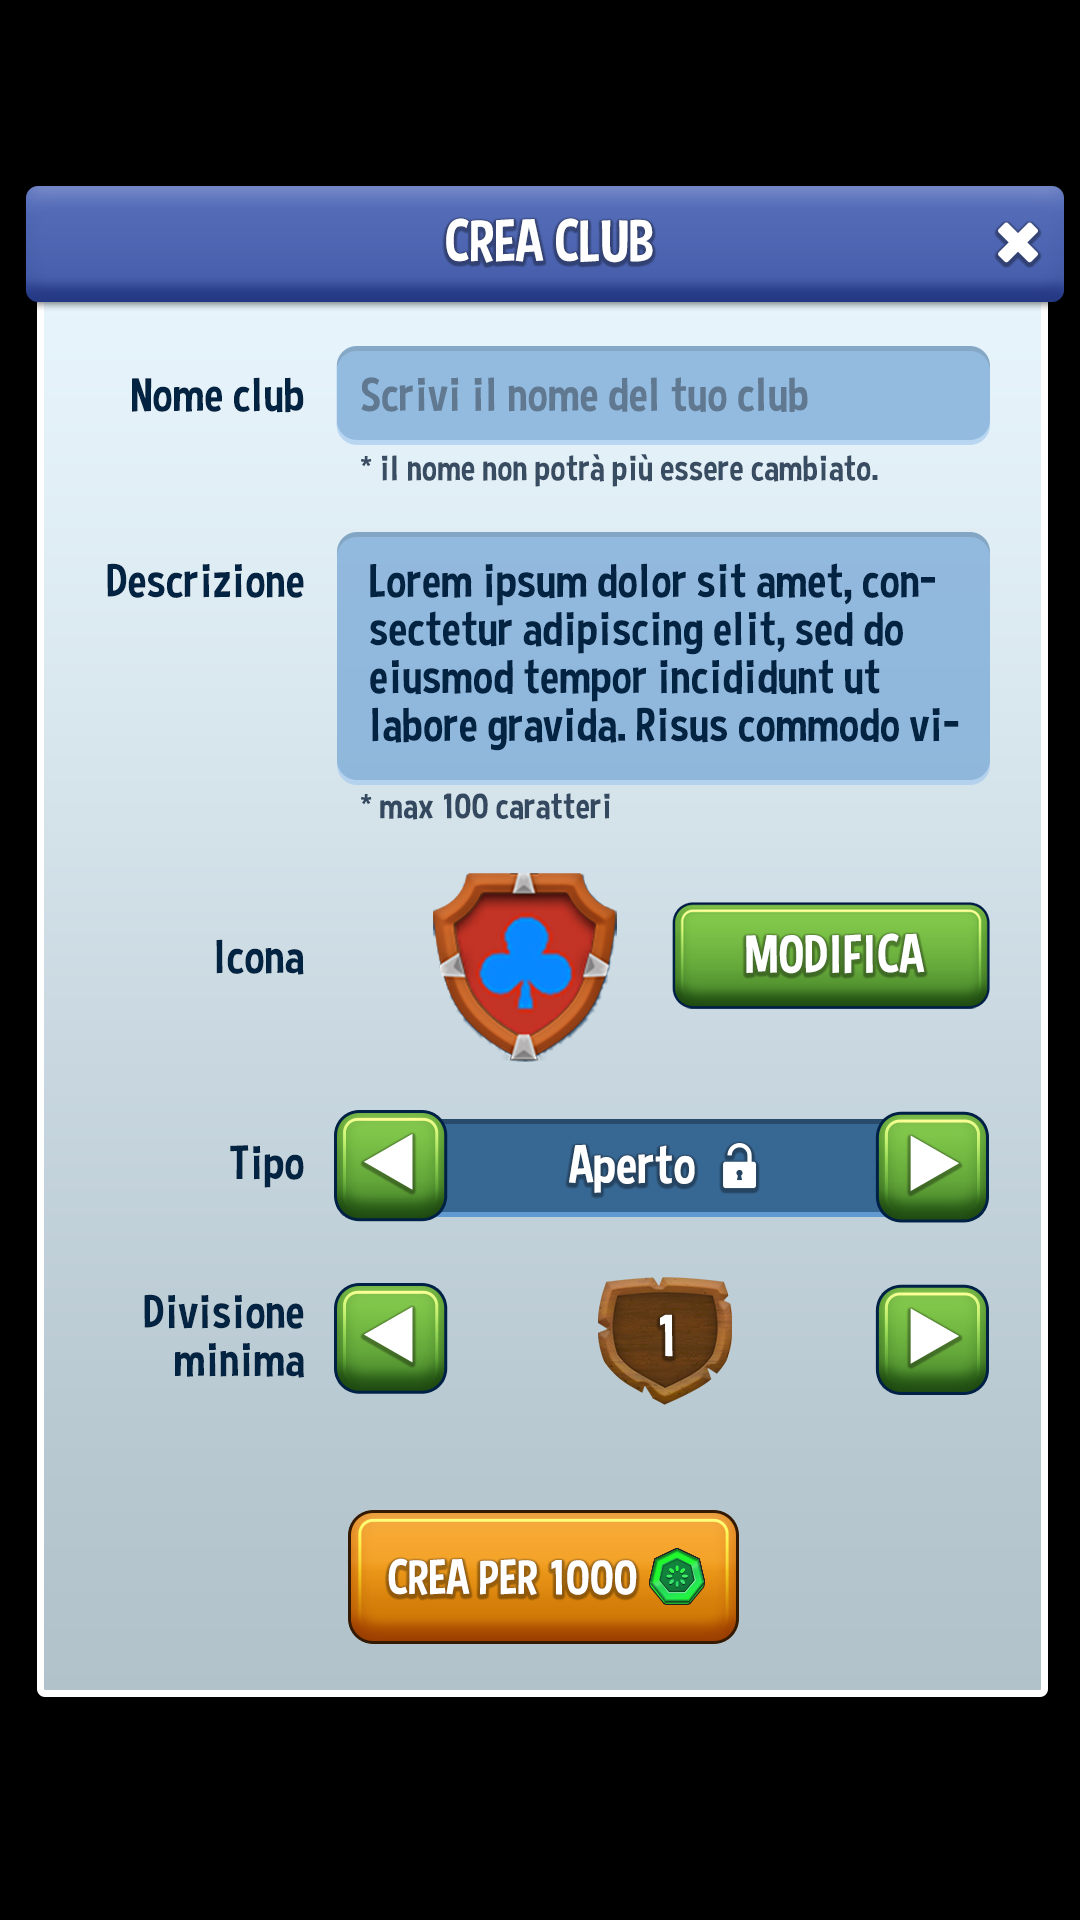 CREA CLUB
Nome club
Scrivi il nome del tuo club
* il nome non potrà più essere cambiato.
Descrizione
Lorem ipsum dolor sit amet, con-
sectetur adipiscing elit, sed do
eiusmod tempor incididunt ut
labore gravida. Risus commodo vi-
* max 100 caratteri
Icona
MODIFICA
Tipo
Aperto
Divisione
minima
1
CREA PER 1000